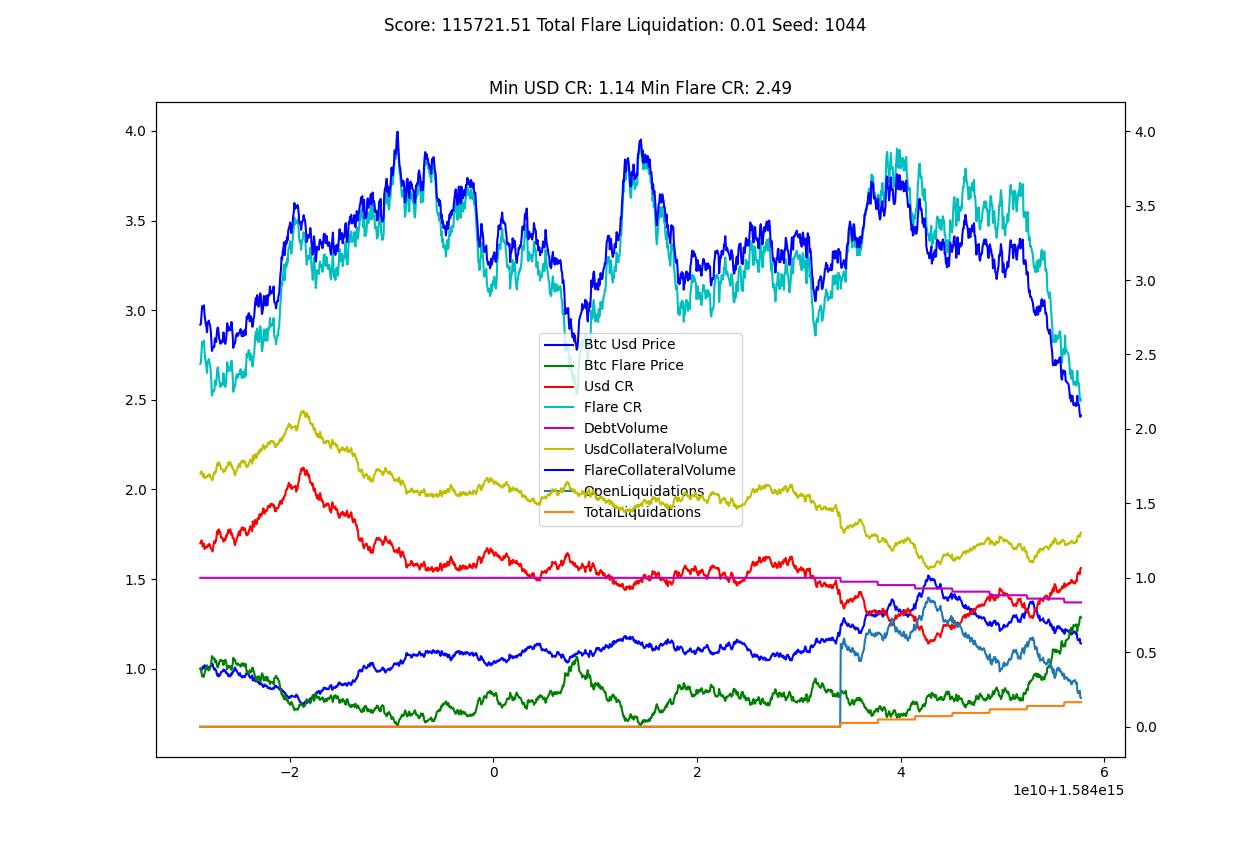 Score: 115721.51 Total Flare Liquidation: 0.01 Seed: 1044
Min USD CR: 1.14 Min Flare CR: 2.49
4.0
3.5
3.0
2.5
2.0
1.5
1.0
4.0
3.5
3.0
2.5
2.0
1.5
1.0
0.5
0.0
Btc Usd Price
Btc Flare Price
Usd CR
Flare CR
DebtVolume
UsdCollateralVolume
FlareCollateralVolume
OpenLiquidations
TotalLiquidations
−2
0
2
4
6
1e10+1.584e15